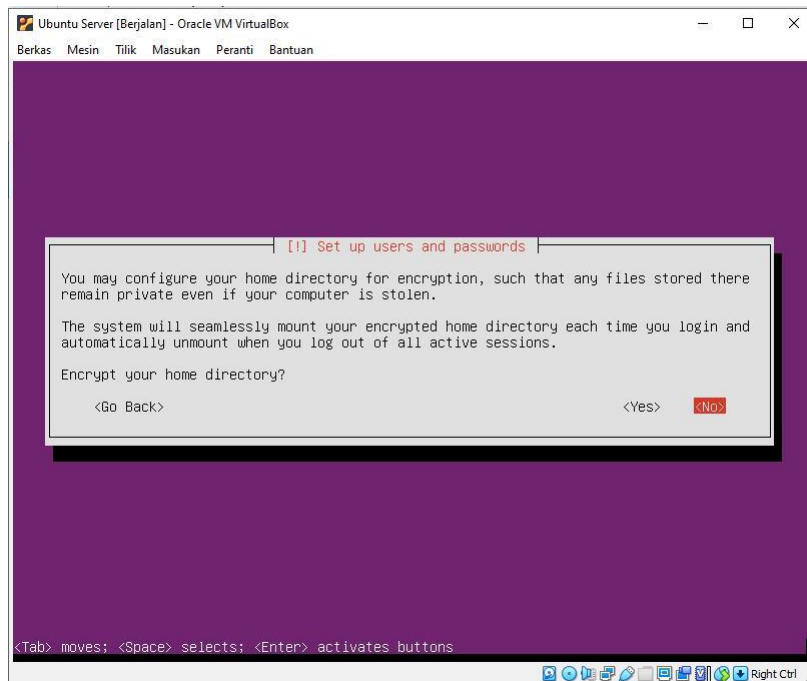 Ubuntu Server [Berjalan] - Oracle VM VirtualBox
Berkas Mesin Tilik Masukan Peranti Bantuan
[!] Set up users and passwords
You may configure your home directory for encryption, such that any files stored there
remain private even if your computer is stolen.
The system will seamlessly mount your encrypted home directory each time you login and
automatically unmount when you log out of all active sessions.
Encrypt your home directory?
<Go Back> <Yes> <No>
<Tab> moves; <Space> selects; <Enter> activates buttons
Right Ctrl